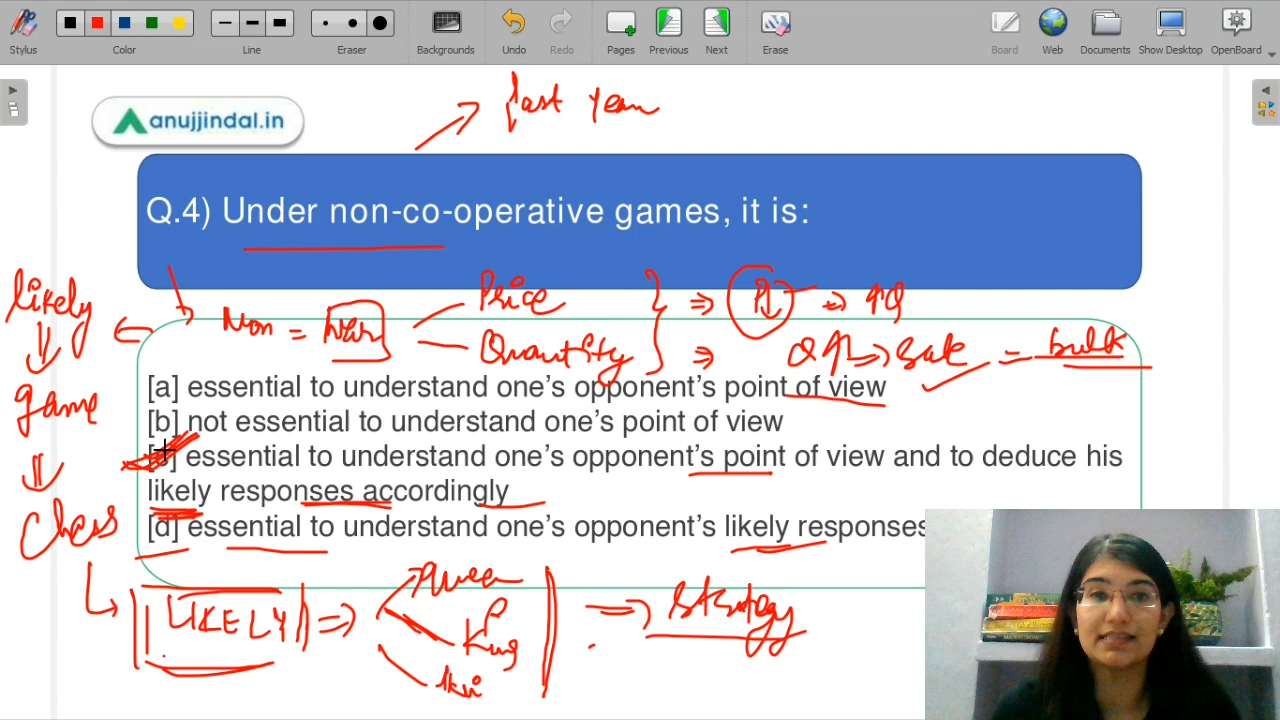 Stylus
Color
Line
Eraser
Backgrounds
Undo
Redo
Pages
Previous
Next
Erase
Board
Web
Documents
Show Desktop
OpenBoard
last year
anujjindal.in
Q.4) Under non-co-operative games, it is:
likely
game
Chess
Non =
Price
Quantity
⇒ P↓ → ↑Q
⇒ Q↑ → Sale = bulk
[a] essential to understand one's opponent's point of view
[b] not essential to understand one's point of view
essential to understand one's opponent's point of view and to deduce his
likely responses accordingly
[d] essential to understand one's opponent's likely responses
LIKELY ⇒
Queen
King
⇒ Strategy